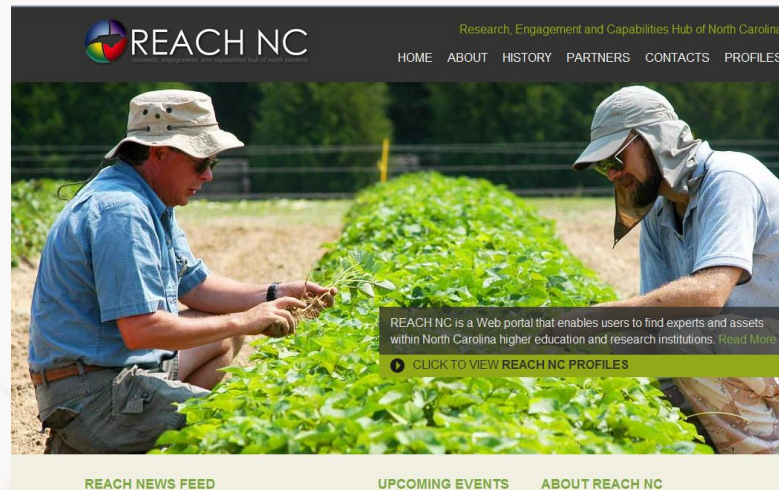 REACH NC
research, engagement, and capabilities hub of north carolina
Research, Engagement and Capabilities Hub of North Carolina
HOME ABOUT HISTORY PARTNERS CONTACTS PROFILES
REACH NC is a Web portal that enables users to find experts and assets
within North Carolina higher education and research institutions. Read More
CLICK TO VIEW REACH NC PROFILES
REACH NEWS FEED UPCOMING EVENTS ABOUT REACH NC